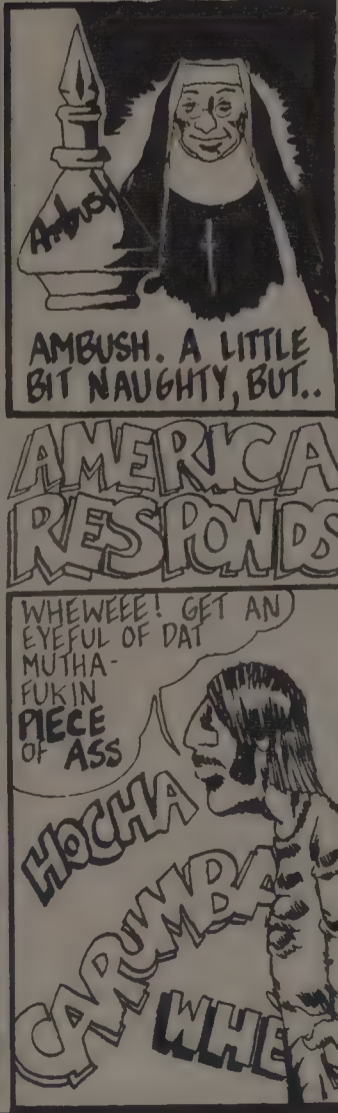 Ambush
AMBUSH. A LITTLE
BIT NAUGHTY, BUT..
AMERICA
RESPONDS
WHEWEEE! GET AN
EYEFUL OF DAT
MUTHA-
FUKIN
PIECE
OF ASS
HOCHA
CARUMBA
WHE